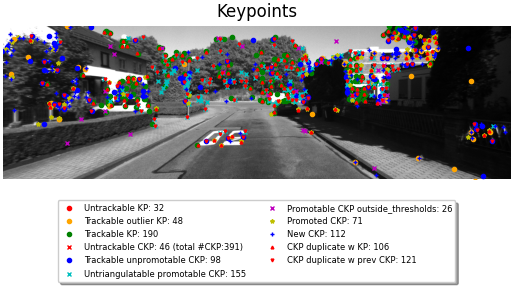 Keypoints
Untrackable KP: 32
Trackable outlier KP: 48
Trackable KP: 190
Untrackable CKP: 46 (total #CKP:391)
Trackable unpromotable CKP: 98
Untriangulatable promotable CKP: 155
Promotable CKP outside_thresholds: 26
Promoted CKP: 71
New CKP: 112
CKP duplicate w KP: 106
CKP duplicate w prev CKP: 121